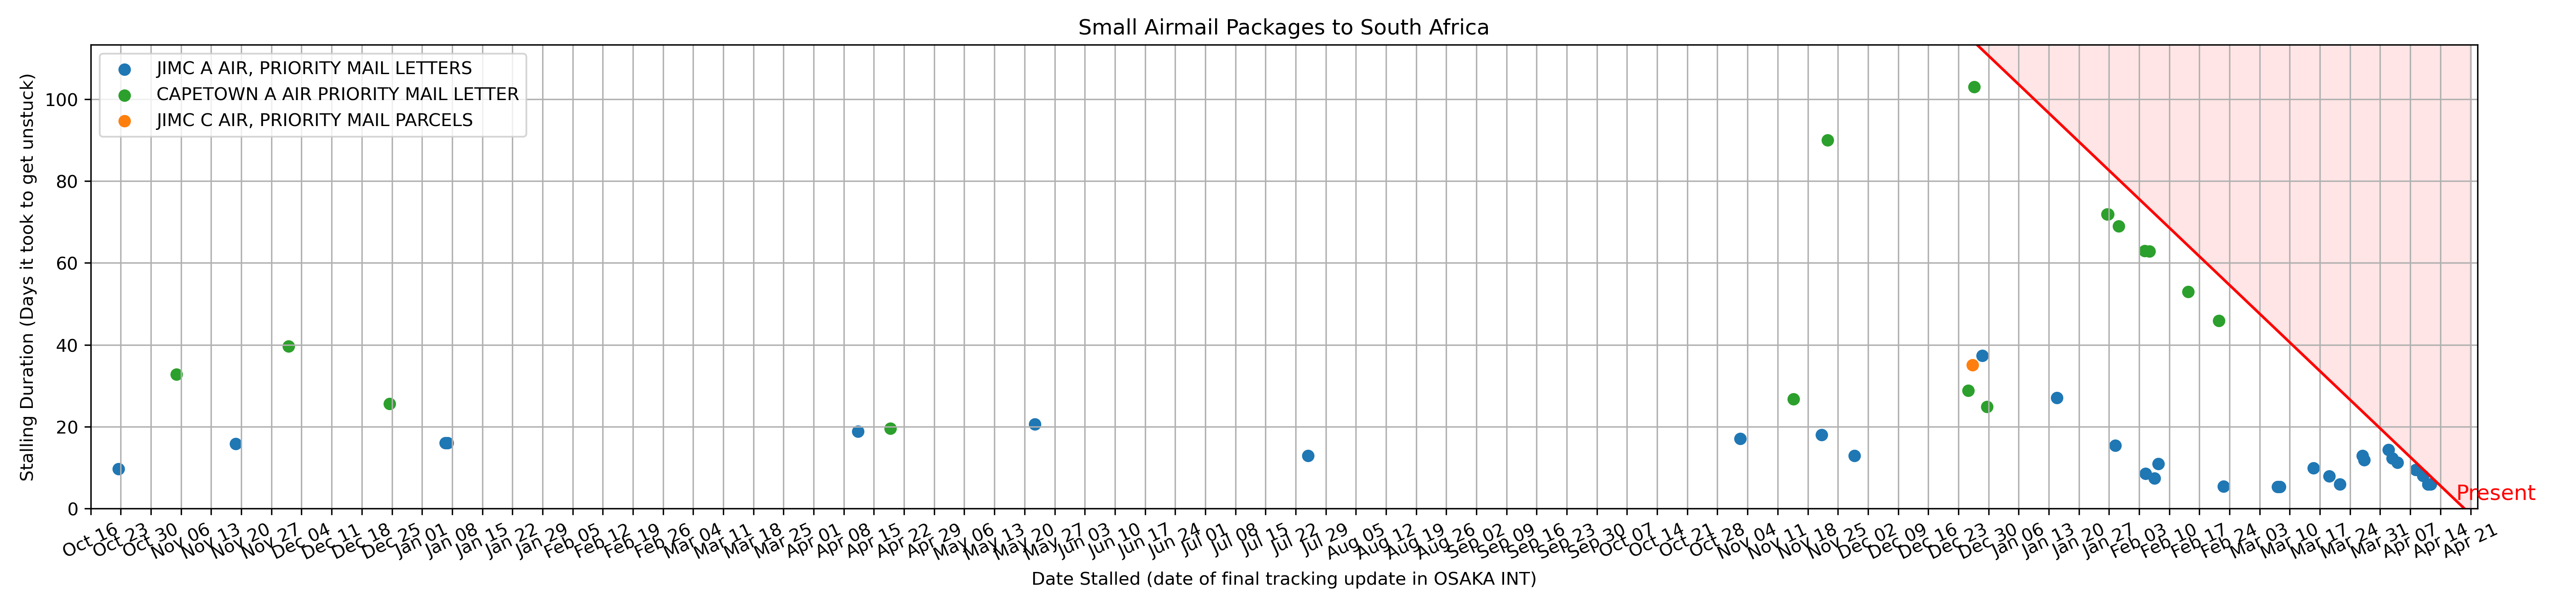 Small Airmail Packages to South Africa
JIMC A AIR, PRIORITY MAIL LETTERS
CAPETOWN A AIR PRIORITY MAIL LETTER
JIMC C AIR, PRIORITY MAIL PARCELS
Stalling Duration (Days it took to get unstuck)
100
80
60
40
20
0
Present
Oct 16
Oct 23
Oct 30
Nov 06
Nov 13
Nov 20
Nov 27
Dec 04
Dec 11
Dec 18
Dec 25
Jan 01
Jan 08
Jan 15
Jan 22
Jan 29
Feb 05
Feb 12
Feb 19
Feb 26
Mar 04
Mar 11
Mar 18
Mar 25
Apr 01
Apr 08
Apr 15
Apr 22
Apr 29
May 06
May 13
May 20
May 27
Jun 03
Jun 10
Jun 17
Jun 24
Jul 01
Jul 08
Jul 15
Jul 22
Jul 29
Aug 05
Aug 12
Aug 19
Aug 26
Sep 02
Sep 09
Sep 16
Sep 23
Sep 30
Oct 07
Oct 14
Oct 21
Oct 28
Nov 04
Nov 11
Nov 18
Nov 25
Dec 02
Dec 09
Dec 16
Dec 23
Dec 30
Jan 06
Jan 13
Jan 20
Jan 27
Feb 03
Feb 10
Feb 17
Feb 24
Mar 03
Mar 10
Mar 17
Mar 24
Mar 31
Apr 07
Apr 14
Apr 21
Date Stalled (date of final tracking update in OSAKA INT)